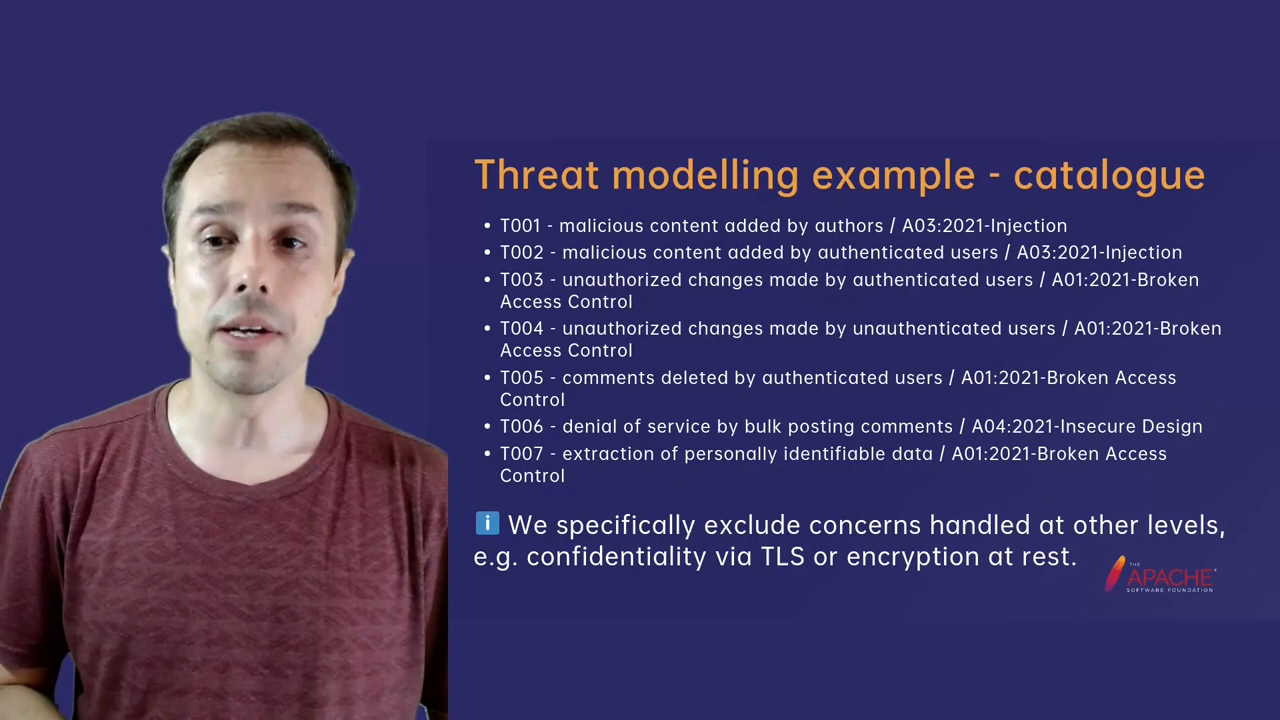 Threat modelling example - catalogue
• T001 - malicious content added by authors / A03:2021-Injection
• T002 - malicious content added by authenticated users / A03:2021-Injection
• T003 - unauthorized changes made by authenticated users / A01:2021-Broken
Access Control
• T004 - unauthorized changes made by unauthenticated users / A01:2021-Broken
Access Control
• T005 - comments deleted by authenticated users / A01:2021-Broken Access
Control
• T006 - denial of service by bulk posting comments / A04:2021-Insecure Design
• T007 - extraction of personally identifiable data / A01:2021-Broken Access
Control
ℹ️ We specifically exclude concerns handled at other levels,
e.g. confidentiality via TLS or encryption at rest.
THE
APACHE
SOFTWARE FOUNDATION